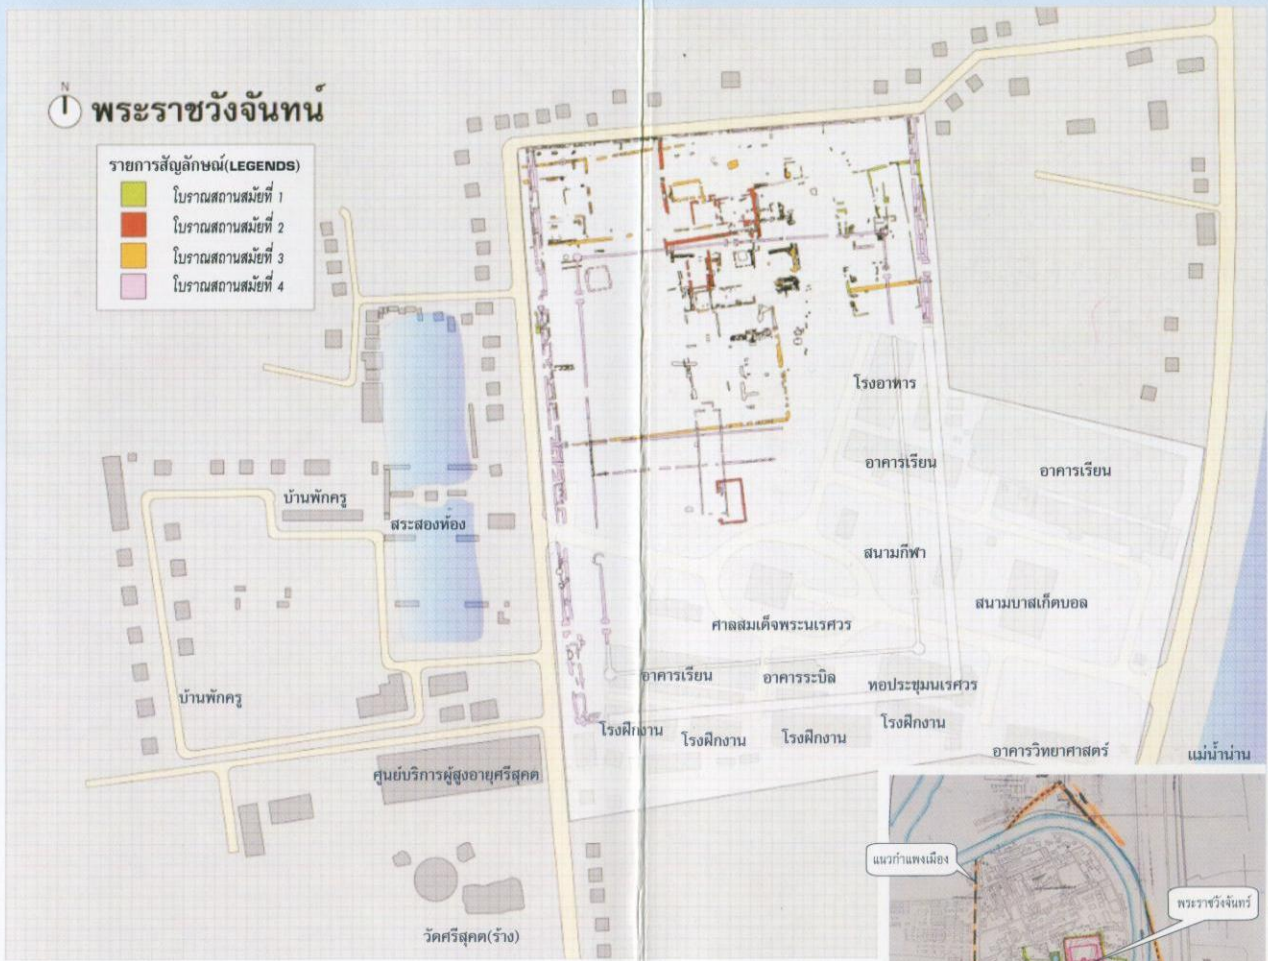 N
พระราชวังจันทน์
รายการสัญลักษณ์(LEGENDS)
โบราณสถานสมัยที่ 1
โบราณสถานสมัยที่ 2
โบราณสถานสมัยที่ 3
โบราณสถานสมัยที่ 4
โรงอาหาร
อาคารเรียน
อาคารเรียน
บ้านพักครู
สระสองห้อง
สนามกีฬา
สนามบาสเก็ตบอล
ศาลสมเด็จพระนเรศวร
อาคารเรียน
อาคารระบิล
หอประชุมนเรศวร
บ้านพักครู
โรงฝึกงาน
โรงฝึกงาน
โรงฝึกงาน
โรงฝึกงาน
อาคารวิทยาศาสตร์
แม่น้ำน่าน
ศูนย์บริการผู้สูงอายุศรีสุคต
แนวกำแพงเมือง
พระราชวังจันทร์
วัดศรีสุคต(ร้าง)